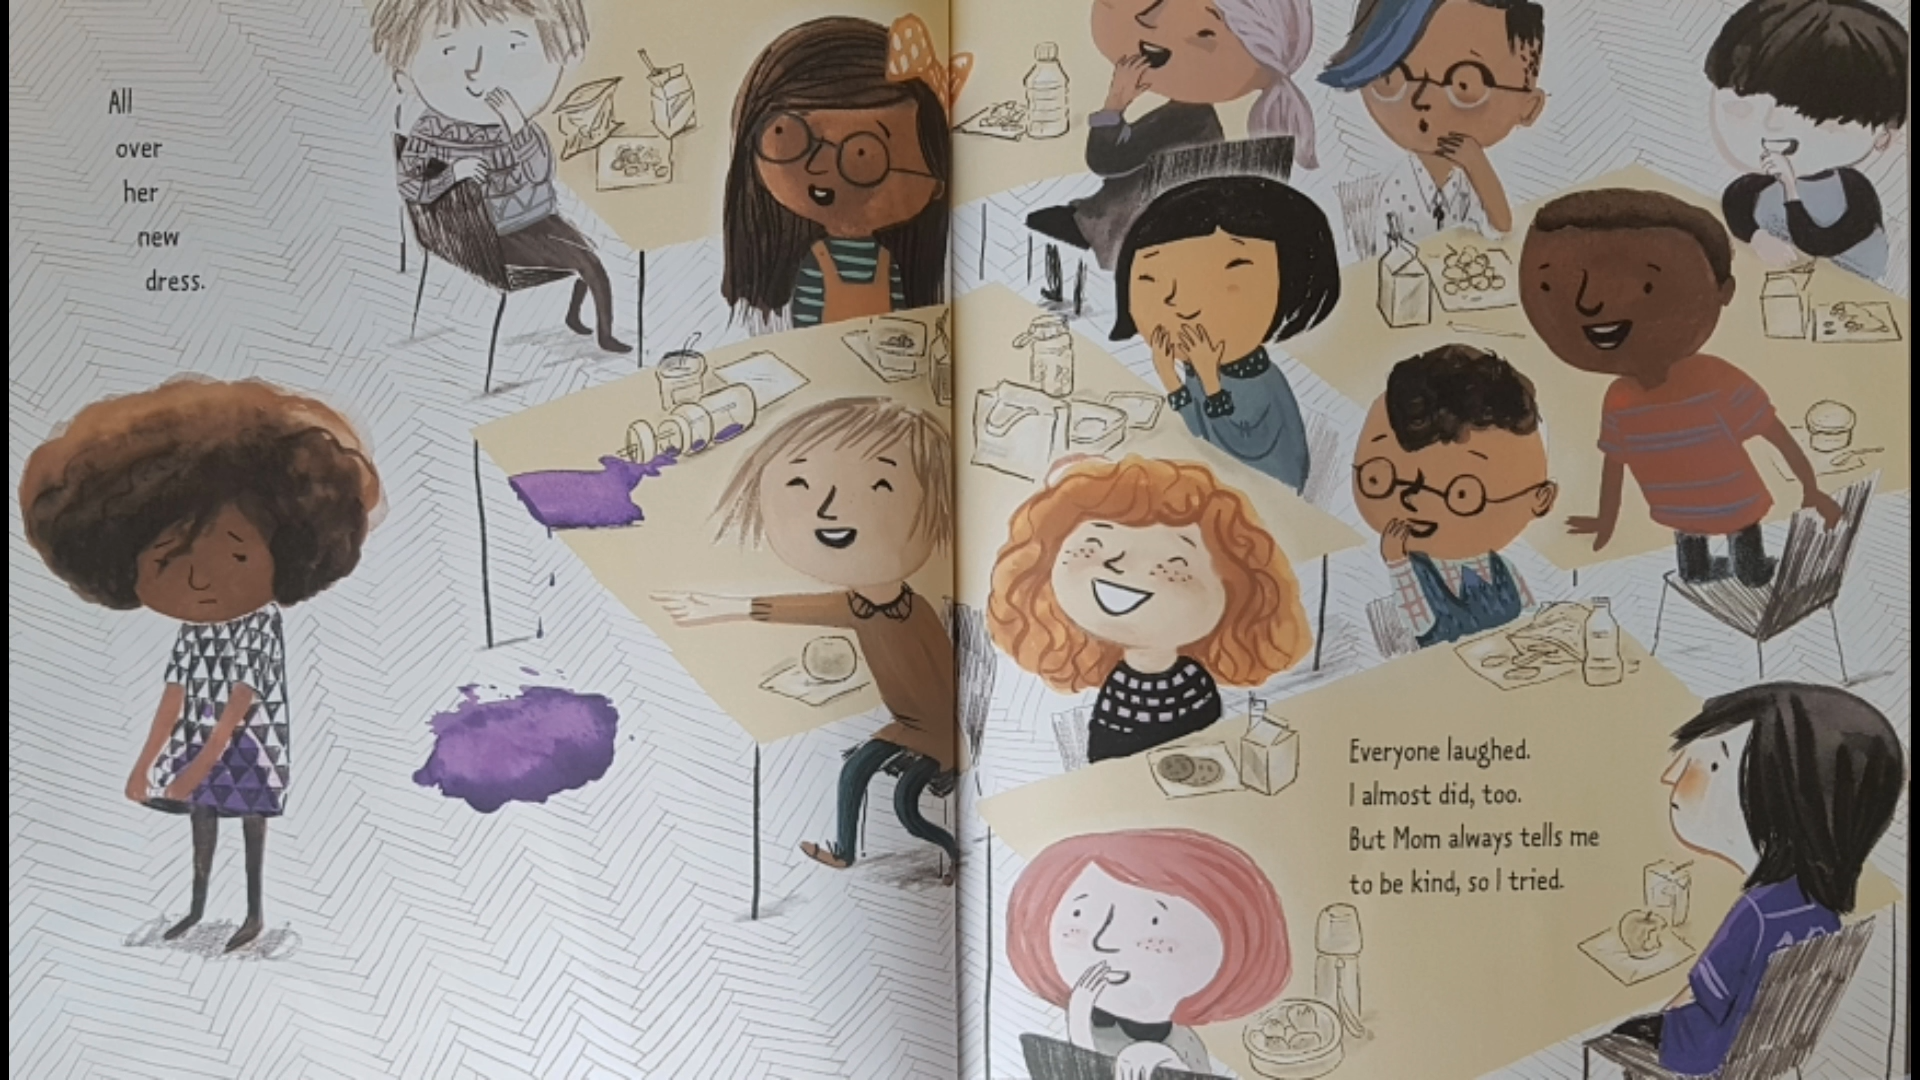 All
over
her
new
dress.
Everyone laughed.
I almost did, too.
But Mom always tells me
to be kind, so I tried.